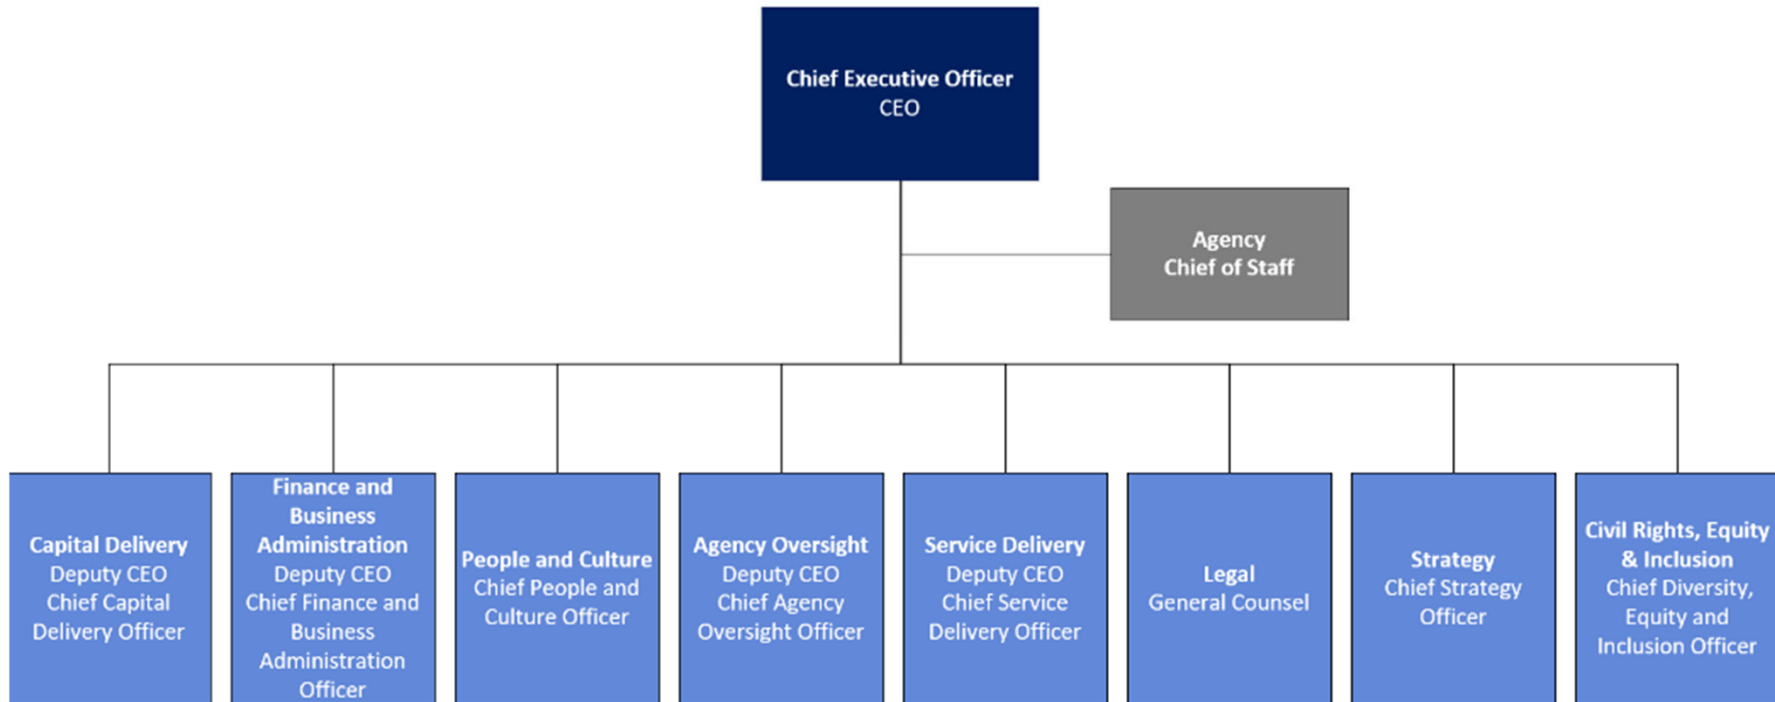 Chief Executive Officer
CEO
Agency
Chief of Staff
Capital Delivery
Deputy CEO
Chief Capital
Delivery Officer
Finance and
Business
Administration
Deputy CEO
Chief Finance and
Business
Administration
Officer
People and Culture
Chief People and
Culture Officer
Agency Oversight
Deputy CEO
Chief Agency
Oversight Officer
Service Delivery
Deputy CEO
Chief Service
Delivery Officer
Legal
General Counsel
Strategy
Chief Strategy
Officer
Civil Rights, Equity
& Inclusion
Chief Diversity,
Equity and
Inclusion Officer